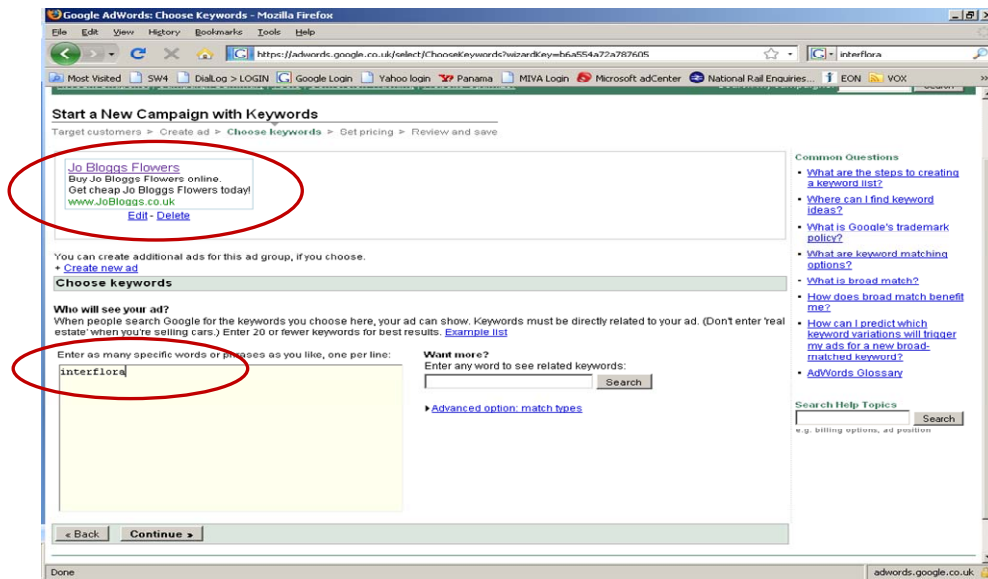 Google AdWords: Choose Keywords - Mozilla Firefox
File Edit View History Bookmarks Tools Help
https://adwords.google.co.uk/select/ChooseKeywords?wizardKey=b6a554a72a787605
interflora
Most Visited SW4 DiaLog > LOGIN Google Login Yahoo login Panama MIVA Login Microsoft adCenter National Rail Enquiries... EON VOX »
Start a New Campaign with Keywords
Target customers > Create ad > Choose keywords > Set pricing > Review and save
Jo Bloggs Flowers
Buy Jo Bloggs Flowers online.
Get cheap Jo Bloggs Flowers today!
www.JoBloggs.co.uk
Edit - Delete
You can create additional ads for this ad group, if you choose.
+ Create new ad
Choose keywords
Who will see your ad?
When people search Google for the keywords you choose here, your ad can show. Keywords must be directly related to your ad. (Don't enter 'real
estate' when you're selling cars.) Enter 20 or fewer keywords for best results. Example list
Enter as many specific words or phrases as you like, one per line:
interflora
Want more?
Enter any word to see related keywords:
Search
Advanced option: match types
« Back Continue »
Common Questions
• What are the steps to creating
a keyword list?
• Where can I find keyword
ideas?
• What is Google's trademark
policy?
• What are keyword matching
options?
• What is broad match?
• How does broad match benefit
me?
• How can I predict which
keyword variations will trigger
my ads for a new broad-
matched keyword?
• AdWords Glossary
Search Help Topics
Search
e.g. billing options, ad position
Done
adwords.google.co.uk